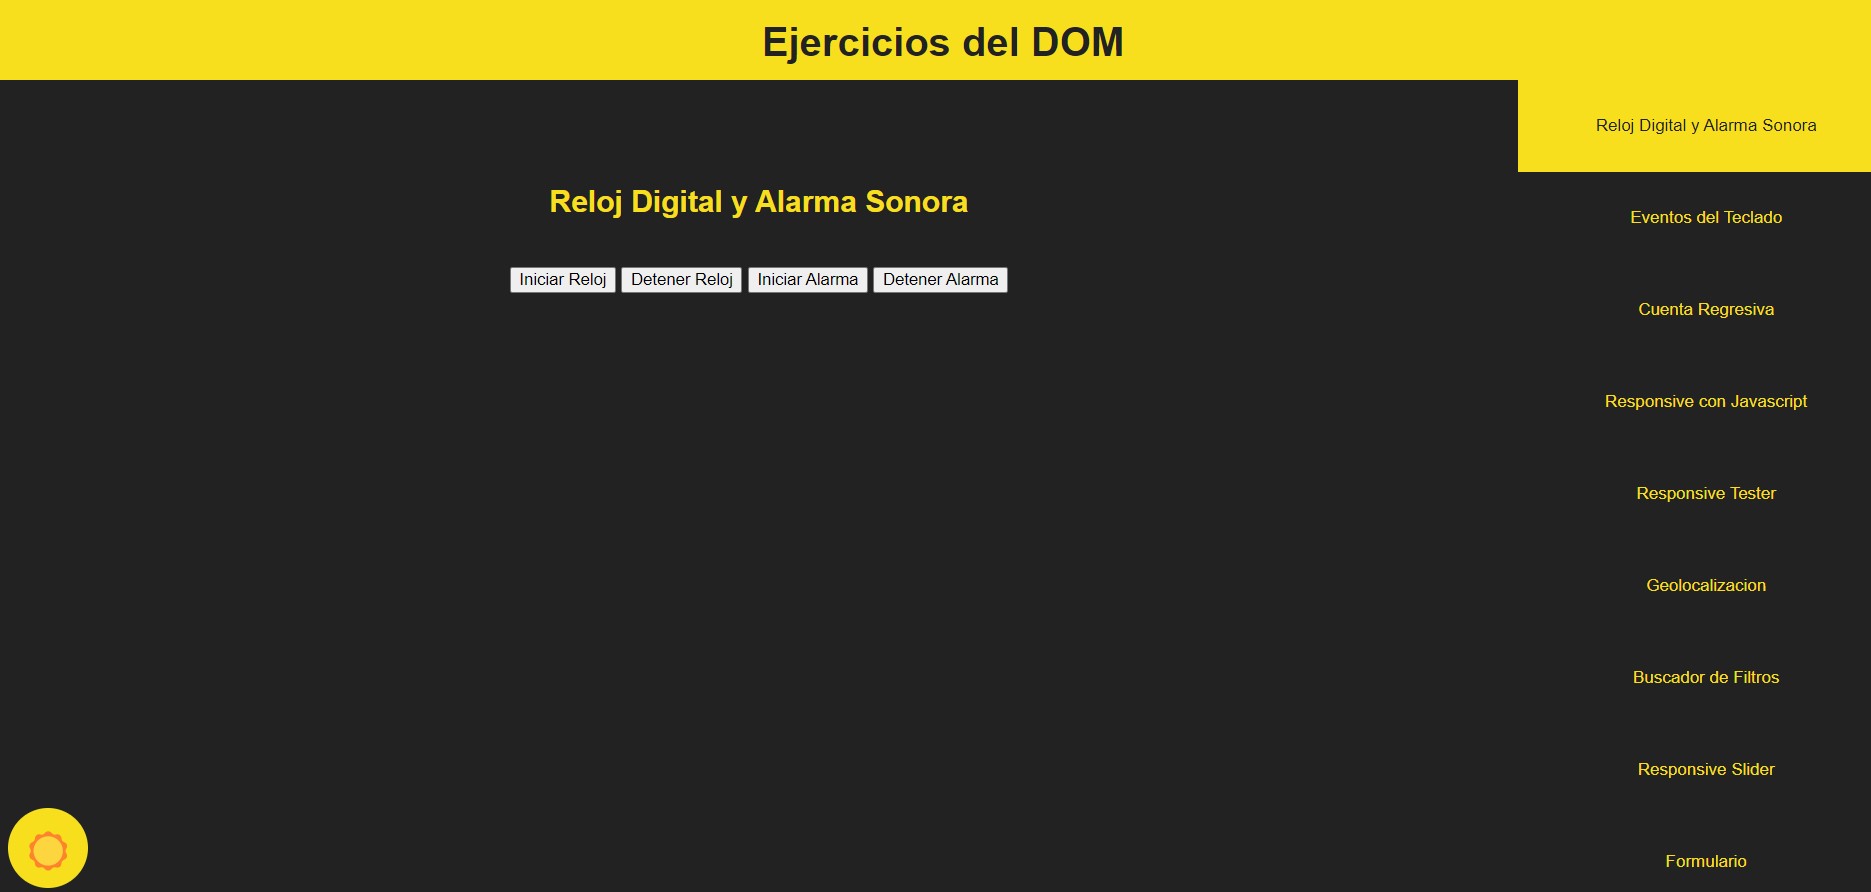 Ejercicios del DOM
Reloj Digital y Alarma Sonora
Iniciar Reloj Detener Reloj Iniciar Alarma Detener Alarma
Reloj Digital y Alarma Sonora
Eventos del Teclado
Cuenta Regresiva
Responsive con Javascript
Responsive Tester
Geolocalizacion
Buscador de Filtros
Responsive Slider
Formulario